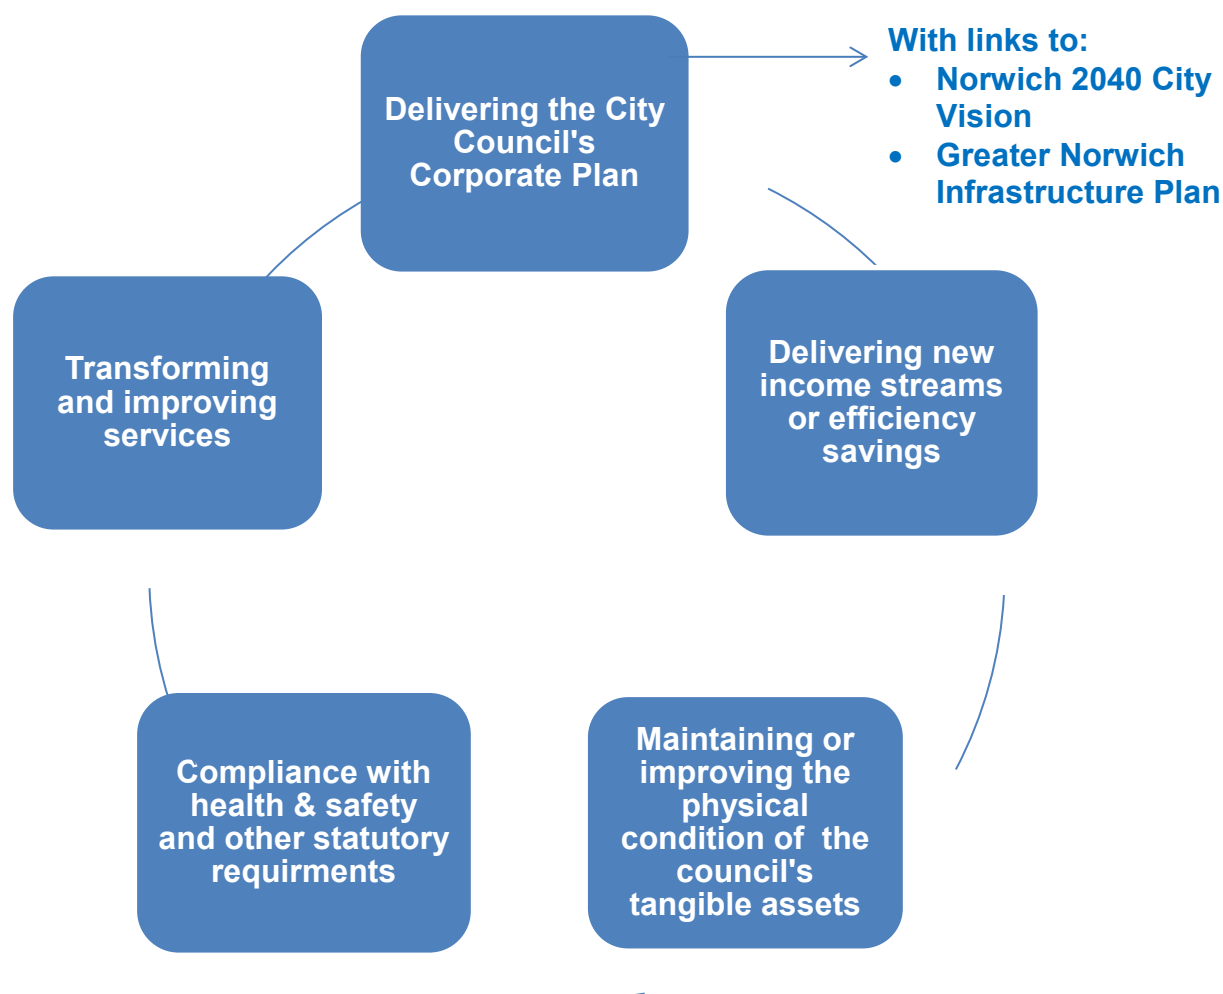 Delivering the City
Council's
Corporate Plan
With links to:
• Norwich 2040 City
Vision
• Greater Norwich
Infrastructure Plan
Transforming
and improving
services
Delivering new
income streams
or efficiency
savings
Compliance with
health & safety
and other statutory
requirments
Maintaining or
improving the
physical
condition of  the
council's
tangible assets